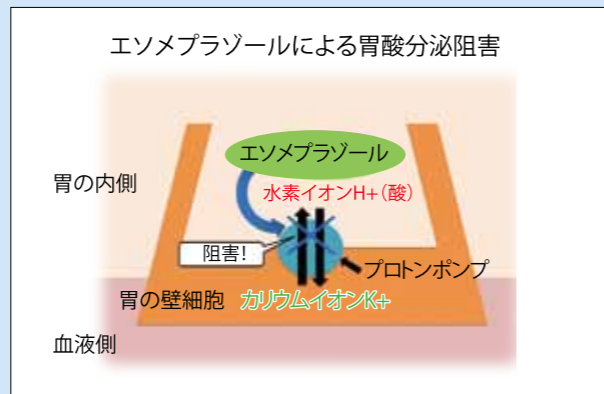 エソメプラゾールによる胃酸分泌阻害
エソメプラゾール
胃の内側
水素イオンH+(酸)
阻害!
プロトンポンプ
胃の壁細胞
カリウムイオンK+
血液側